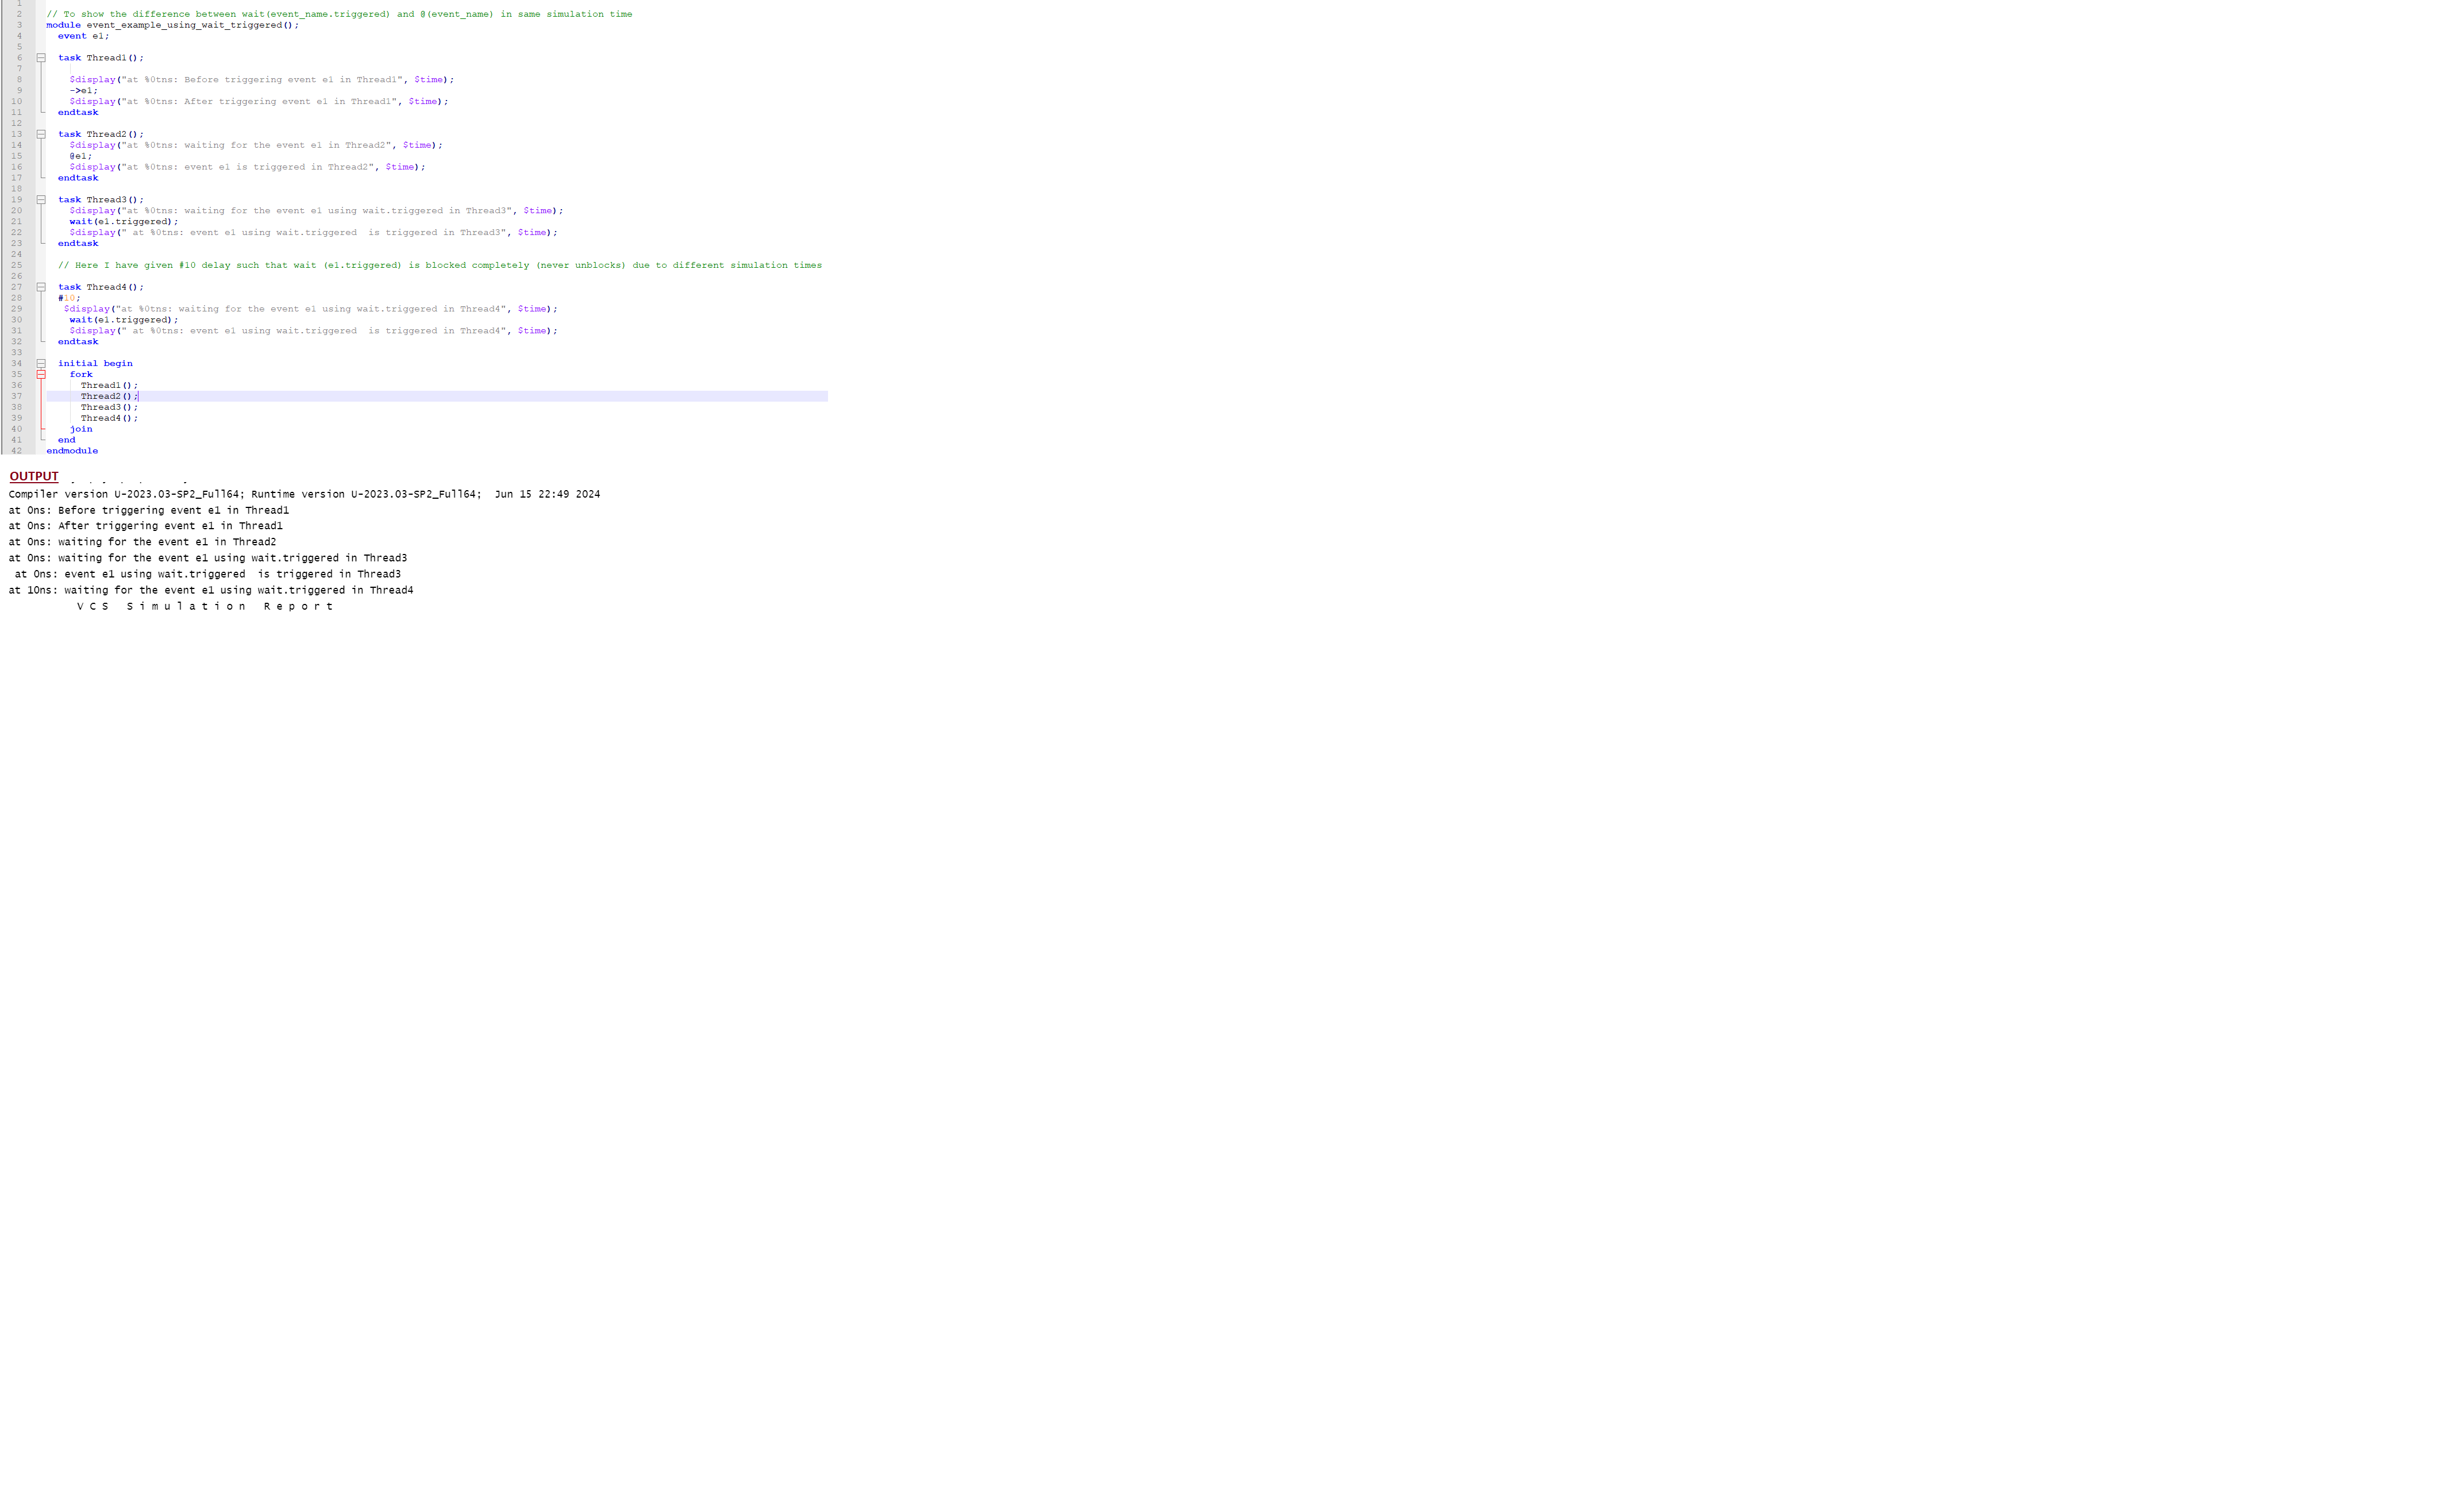 1
2 // To show the difference between wait(event_name.triggered) and @(event_name) in same simulation time
3 module event_example_using_wait_triggered();
4 event e1;
5
6 task Thread1();
7
8 $display("at %0tns: Before triggering event e1 in Thread1", $time);
9 ->e1;
10 $display("at %0tns: After triggering event e1 in Thread1", $time);
11 endtask
12
13 task Thread2();
14 $display("at %0tns: waiting for the event e1 in Thread2", $time);
15 @e1;
16 $display("at %0tns: event e1 is triggered in Thread2", $time);
17 endtask
18
19 task Thread3();
20 $display("at %0tns: waiting for the event e1 using wait.triggered in Thread3", $time);
21 wait(e1.triggered);
22 $display(" at %0tns: event e1 using wait.triggered  is triggered in Thread3", $time);
23 endtask
24
25 // Here I have given #10 delay such that wait (e1.triggered) is blocked completely (never unblocks) due to different simulation times
26
27 task Thread4();
28 #10;
29 $display("at %0tns: waiting for the event e1 using wait.triggered in Thread4", $time);
30 wait(e1.triggered);
31 $display(" at %0tns: event e1 using wait.triggered  is triggered in Thread4", $time);
32 endtask
33
34 initial begin
35 fork
36 Thread1();
37 Thread2();
38 Thread3();
39 Thread4();
40 join
41 end
42 endmodule
OUTPUT
Compiler version U-2023.03-SP2_Full64; Runtime version U-2023.03-SP2_Full64;  Jun 15 22:49 2024
at 0ns: Before triggering event e1 in Thread1
at 0ns: After triggering event e1 in Thread1
at 0ns: waiting for the event e1 in Thread2
at 0ns: waiting for the event e1 using wait.triggered in Thread3
at 0ns: event e1 using wait.triggered  is triggered in Thread3
at 10ns: waiting for the event e1 using wait.triggered in Thread4
V C S   S i m u l a t i o n   R e p o r t